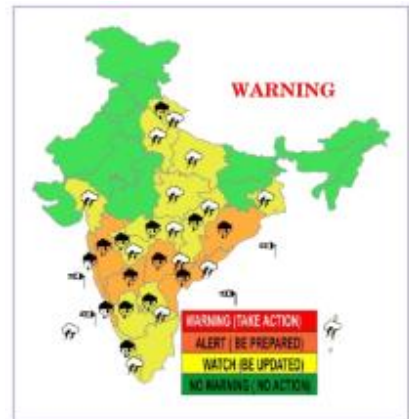 WARNING
WARNING (TAKE ACTION)
ALERT ( BE PREPARED)
WATCH (BE UPDATED)
NO WARNING ( NO ACTION)